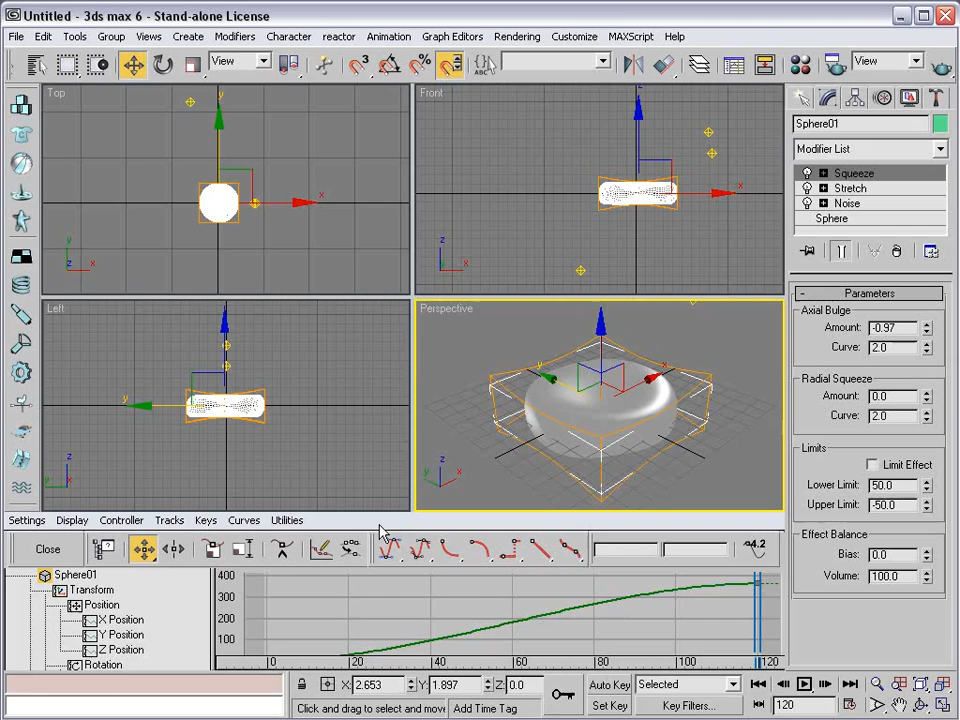 Untitled - 3ds max 6 - Stand-alone License
File Edit Tools Group Views Create Modifiers Character reactor Animation Graph Editors Rendering Customize MAXScript Help
View 3 % View
Top
y
x
y
z x
Front
z
x
z
x
Left
z
y
z
y
Perspective
z
y x
z
x
y
Sphere01
Modifier List
Squeeze
Stretch
Noise
Sphere
- Parameters
Axial Bulge
Amount: -0.97
Curve: 2.0
Radial Squeeze
Amount: 0.0
Curve: 2.0
Limits
Limit Effect
Lower Limit: 50.0
Upper Limit: -50.0
Effect Balance
Bias: 0.0
Volume: 100.0
Settings Display Controller Tracks Keys Curves Utilities
Close 4.2
Sphere01
Transform
Position
X Position
Y Position
Z Position
Rotation
400
300
200
100
0 20 40 60 80 100 120
X: 2.653 Y: 1.897 Z: 0.0 Auto Key Selected
Click and drag to select and move Add Time Tag Set Key Key Filters... 120